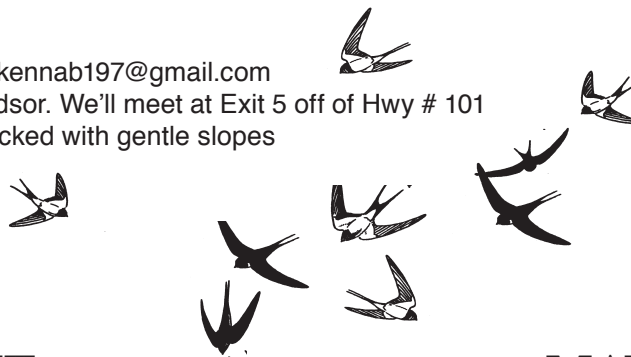 kennab197@gmail.com
dsor. We'll meet at Exit 5 off of Hwy # 101
cked with gentle slopes